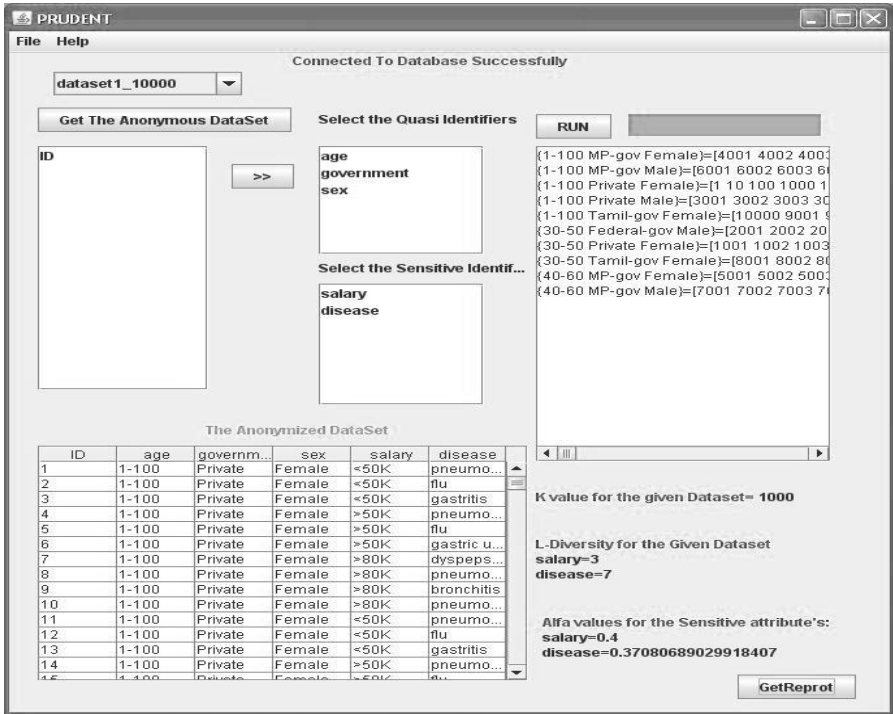 PRUDENT
File Help
Connected To Database Successfully
dataset1_10000
Get The Anonymous DataSet
Select the Quasi Identifiers
RUN
ID
>>
age
government
sex
{1-100 MP-gov Female}=[4001 4002 4003
{1-100 MP-gov Male}=[6001 6002 6003 6
{1-100 Private Female}=[1 10 100 1000 1
{1-100 Private Male}=[3001 3002 3003 30
{1-100 Tamil-gov Female}=[10000 9001 9
{30-50 Federal-gov Male}=[2001 2002 20
{30-50 Private Female}=[1001 1002 1003
{30-50 Tamil-gov Female}=[8001 8002 80
{40-60 MP-gov Female}=[5001 5002 5003
{40-60 MP-gov Male}=[7001 7002 7003 7
Select the Sensitive Identif...
salary
disease
The Anonymized DataSet
ID age governm... sex salary disease
1 1-100 Private Female <50K pneumo...
2 1-100 Private Female <50K flu
3 1-100 Private Female <50K gastritis
4 1-100 Private Female >50K pneumo...
5 1-100 Private Female >50K flu
6 1-100 Private Female >50K gastric u...
7 1-100 Private Female >80K dyspeps...
8 1-100 Private Female >80K pneumo...
9 1-100 Private Female >80K bronchitis
10 1-100 Private Female >80K pneumo...
11 1-100 Private Female <50K pneumo...
12 1-100 Private Female <50K flu
13 1-100 Private Female <50K gastritis
14 1-100 Private Female >50K pneumo...
K value for the given Dataset= 1000
L-Diversity for the Given Dataset
salary=3
disease=7
Alfa values for the Sensitive attribute's:
salary=0.4
disease=0.37080689029918407
GetReprot